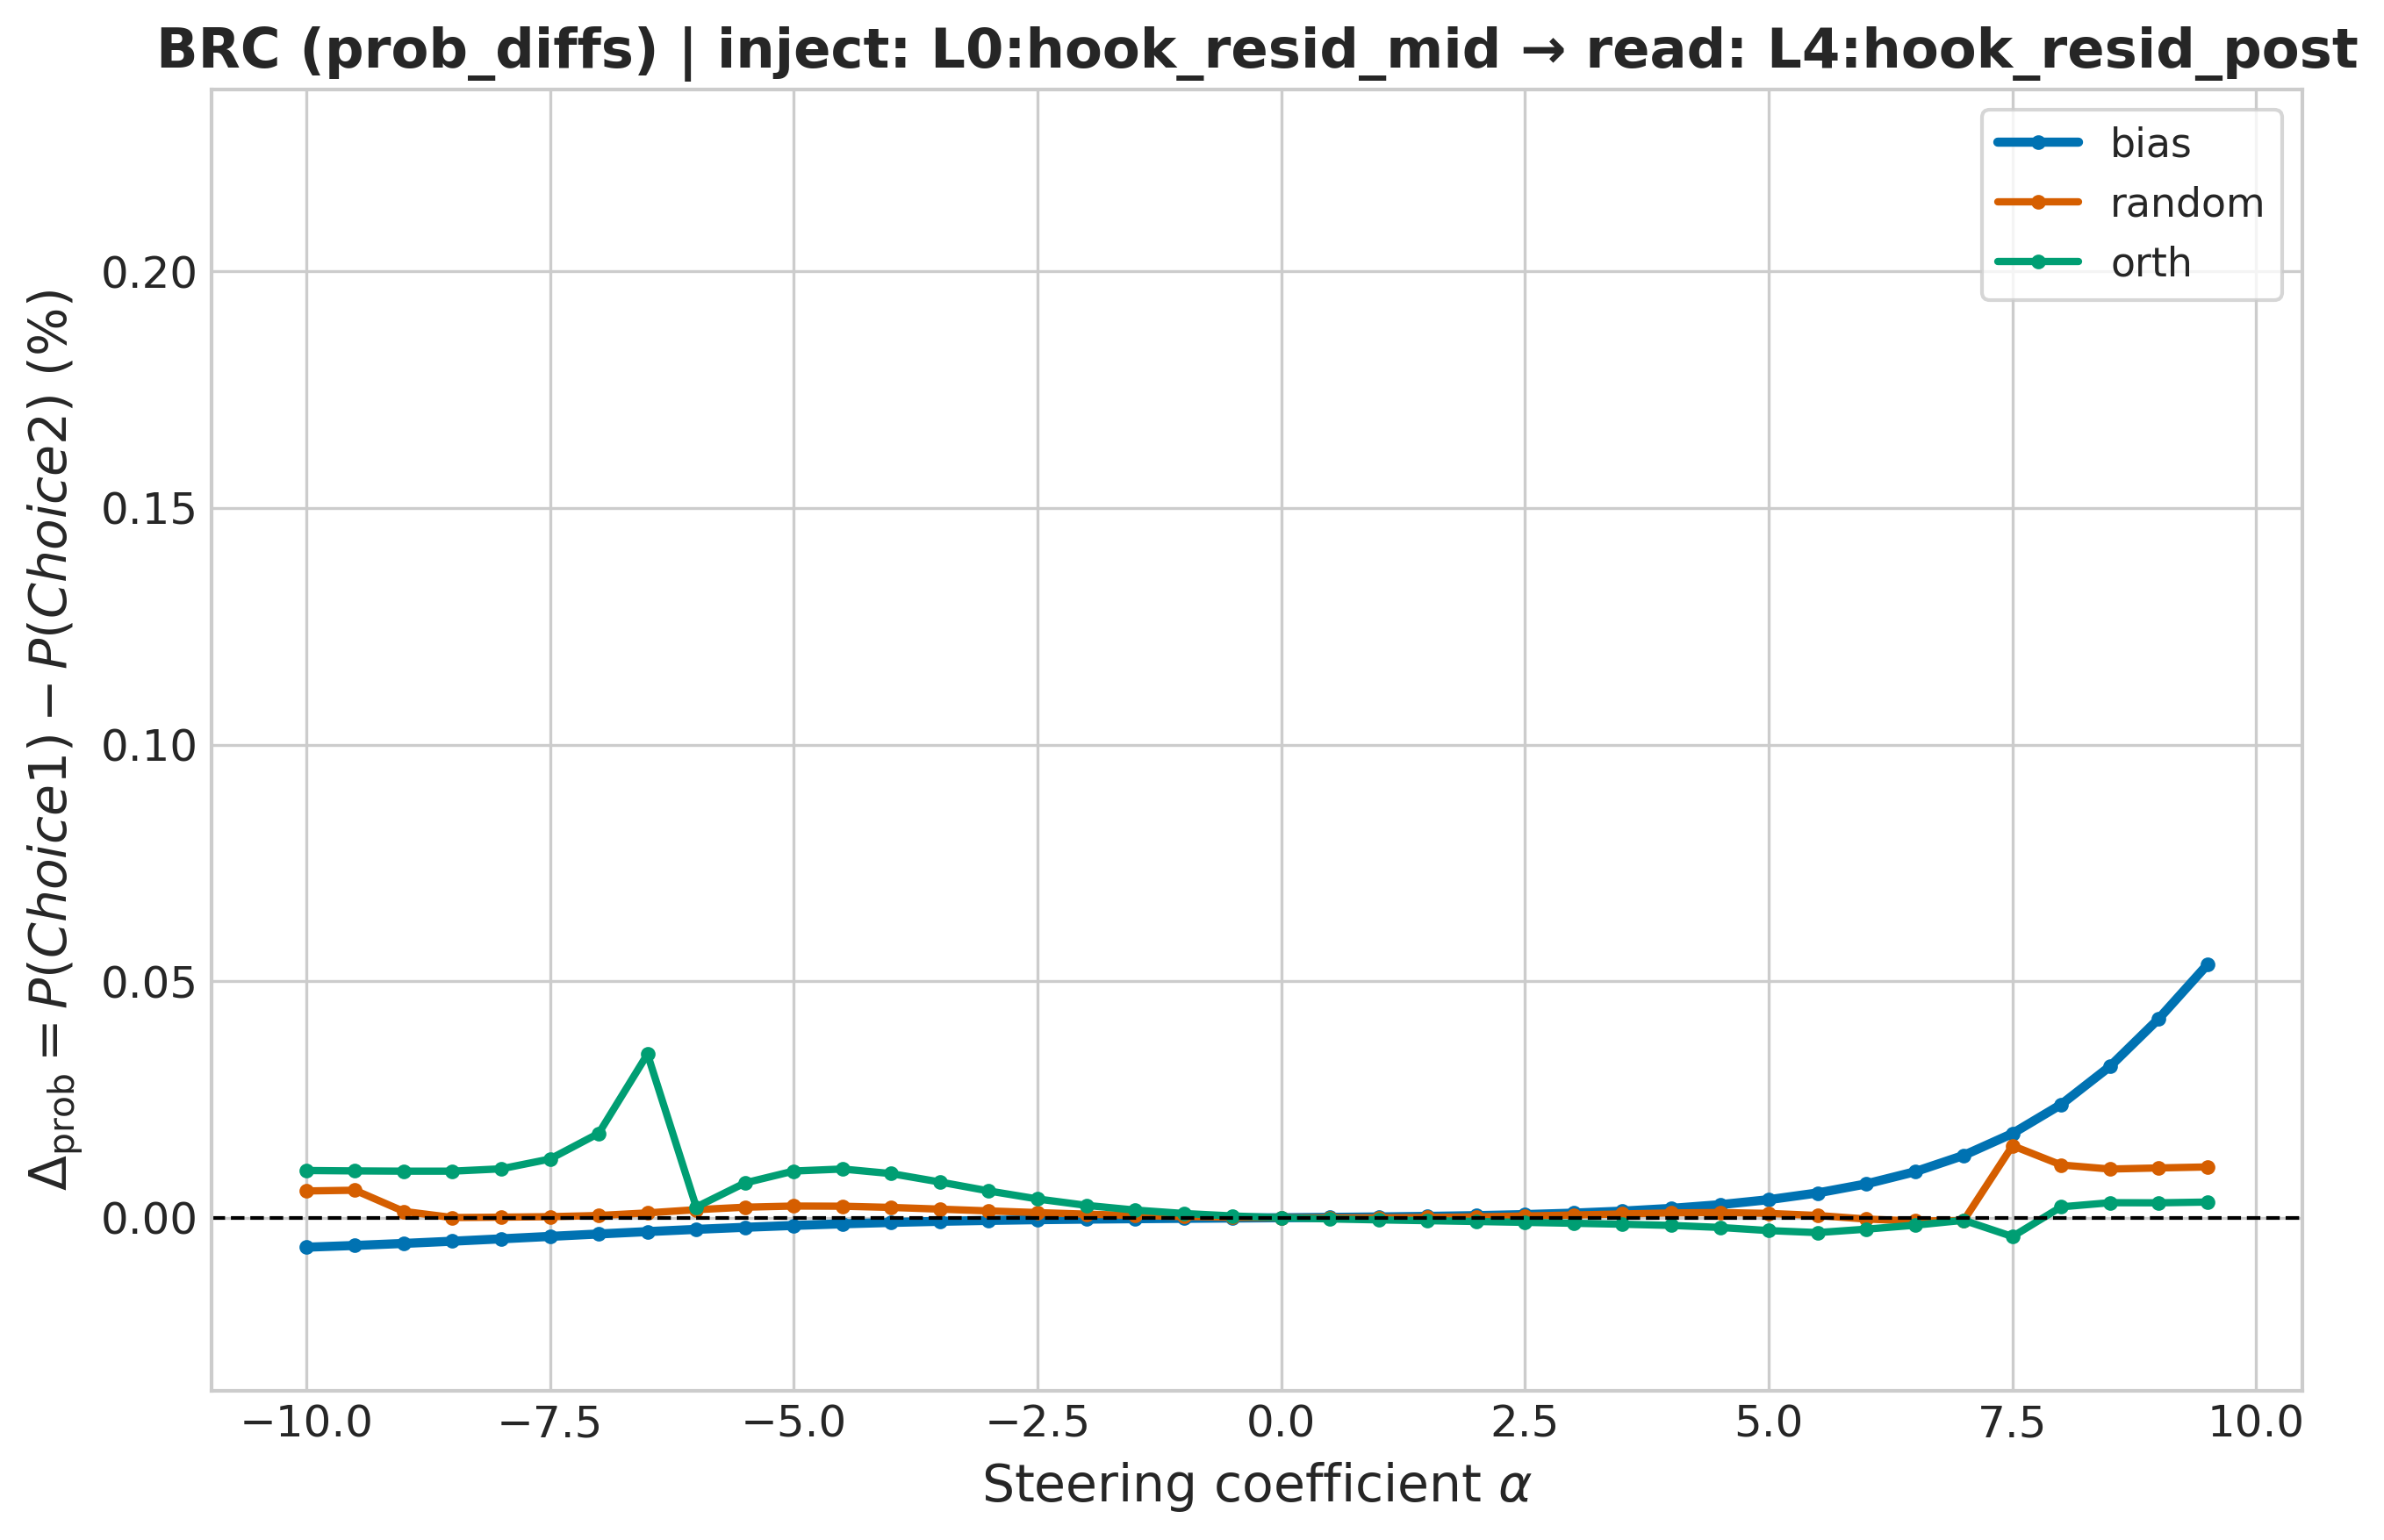 BRC (prob_diffs) | inject: L0:hook_resid_mid → read: L4:hook_resid_post
bias
random
orth
Δprob = P(Choice1) − P(Choice2) (%)
0.20
0.15
0.10
0.05
0.00
−10.0 −7.5 −5.0 −2.5 0.0 2.5 5.0 7.5 10.0
Steering coefficient α